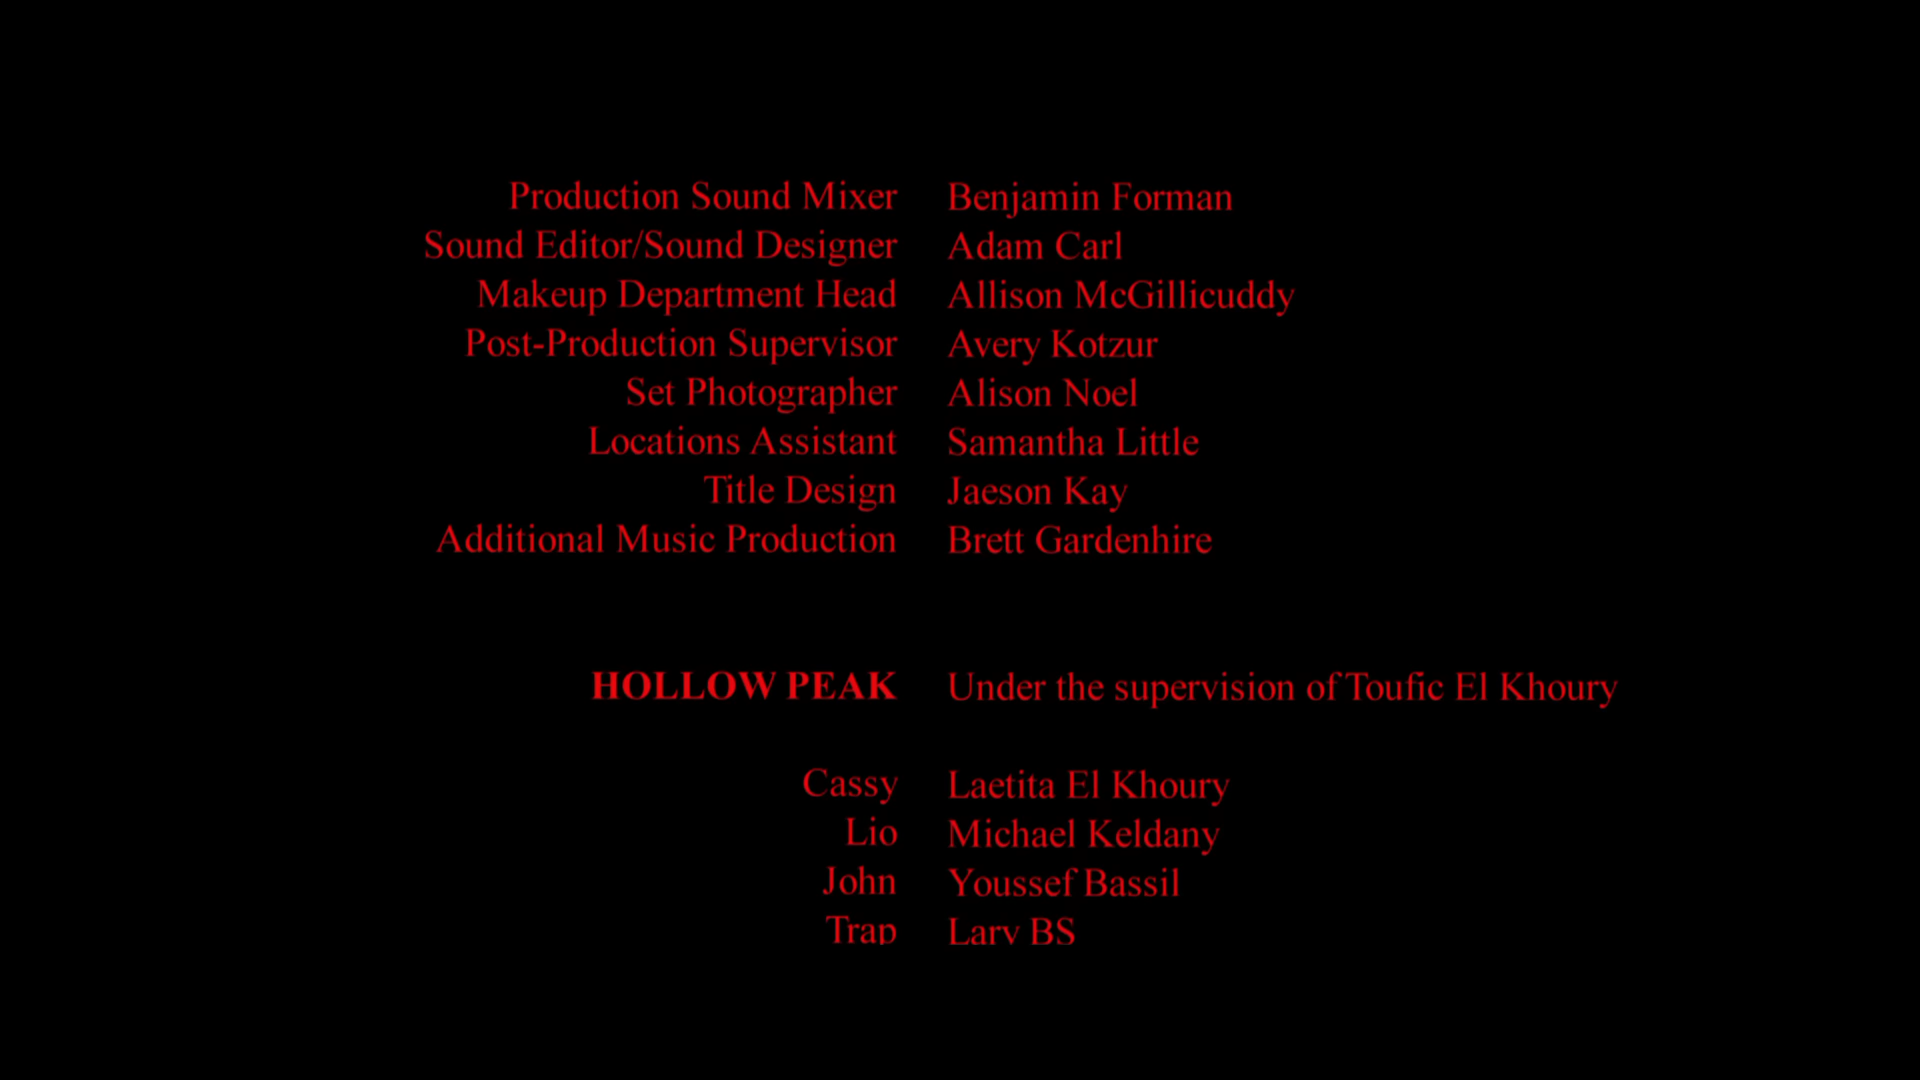 Production Sound Mixer Benjamin Forman
Sound Editor/Sound Designer Adam Carl
Makeup Department Head Allison McGillicuddy
Post-Production Supervisor Avery Kotzur
Set Photographer Alison Noel
Locations Assistant Samantha Little
Title Design Jaeson Kay
Additional Music Production Brett Gardenhire
HOLLOW PEAK Under the supervision of Toufic El Khoury
Cassy Laetita El Khoury
Lio Michael Keldany
John Youssef Bassil
Trap Lary BS